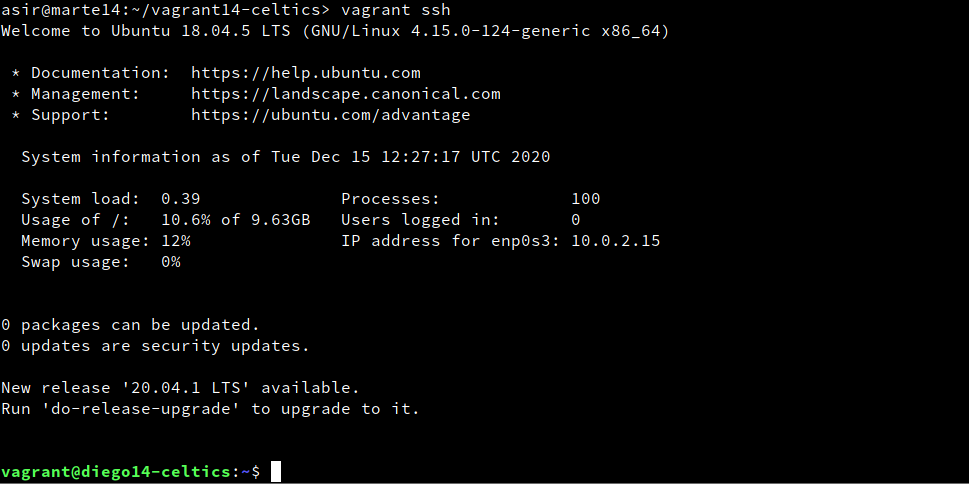 asir@marte14:~/vagrant14-celtics> vagrant ssh
Welcome to Ubuntu 18.04.5 LTS (GNU/Linux 4.15.0-124-generic x86_64)

 * Documentation:  https://help.ubuntu.com
 * Management:     https://landscape.canonical.com
 * Support:        https://ubuntu.com/advantage

  System information as of Tue Dec 15 12:27:17 UTC 2020

  System load:  0.39              Processes:             100
  Usage of /:   10.6% of 9.63GB   Users logged in:       0
  Memory usage: 12%               IP address for enp0s3: 10.0.2.15
  Swap usage:   0%


0 packages can be updated.
0 updates are security updates.

New release '20.04.1 LTS' available.
Run 'do-release-upgrade' to upgrade to it.


vagrant@diego14-celtics:~$